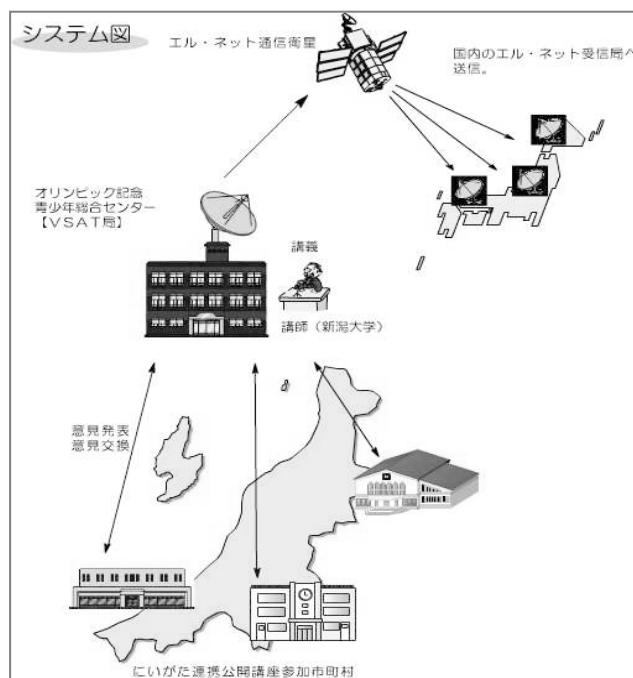 システム図
エル・ネット通信衛星
国内のエル・ネット受信局へ
送信。
オリンピック記念
青少年総合センター
【VSAT局】
講義
講師(新潟大学)
意見発表
意見交換
にいがた連携公開講座参加市町村